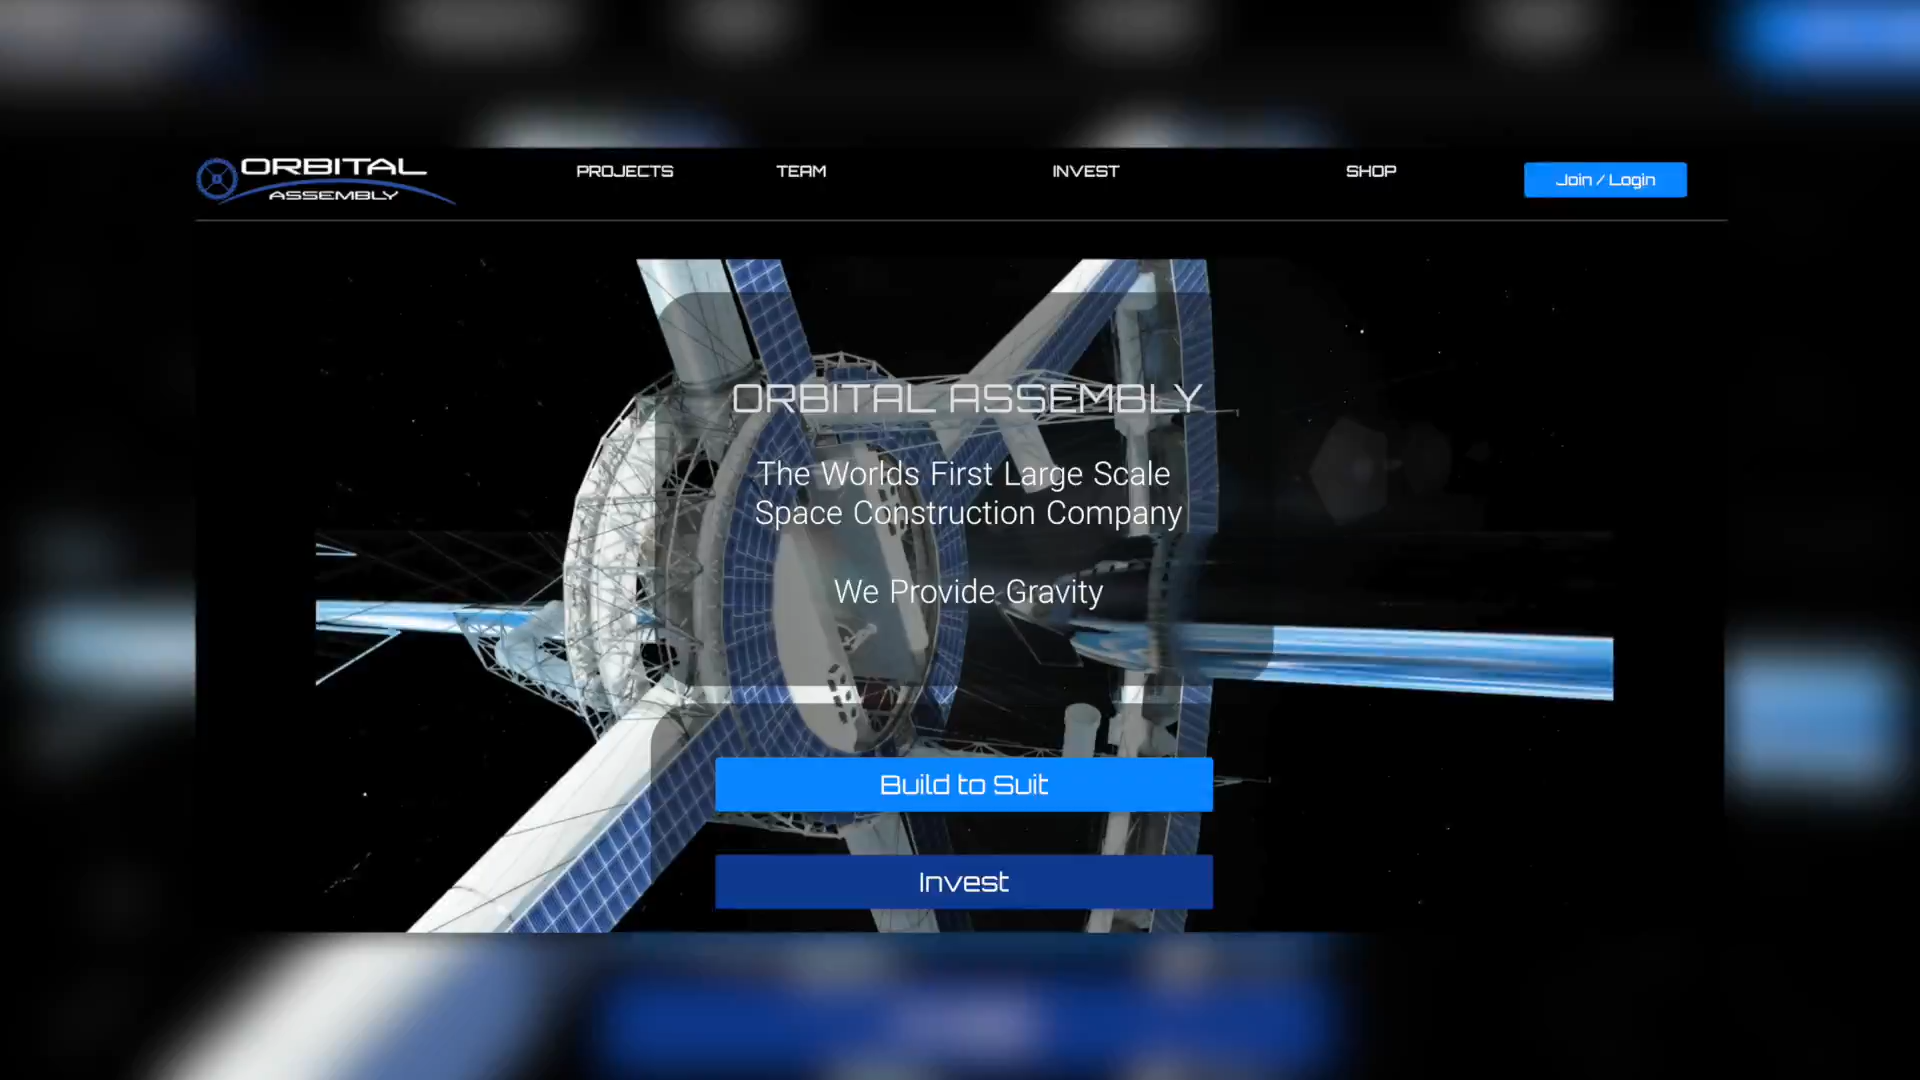 ORBITAL
ASSEMBLY
PROJECTS
TEAM
INVEST
SHOP
Join / Login
ORBITAL ASSEMBLY
The Worlds First Large Scale
Space Construction Company
We Provide Gravity
Build to Suit
Invest